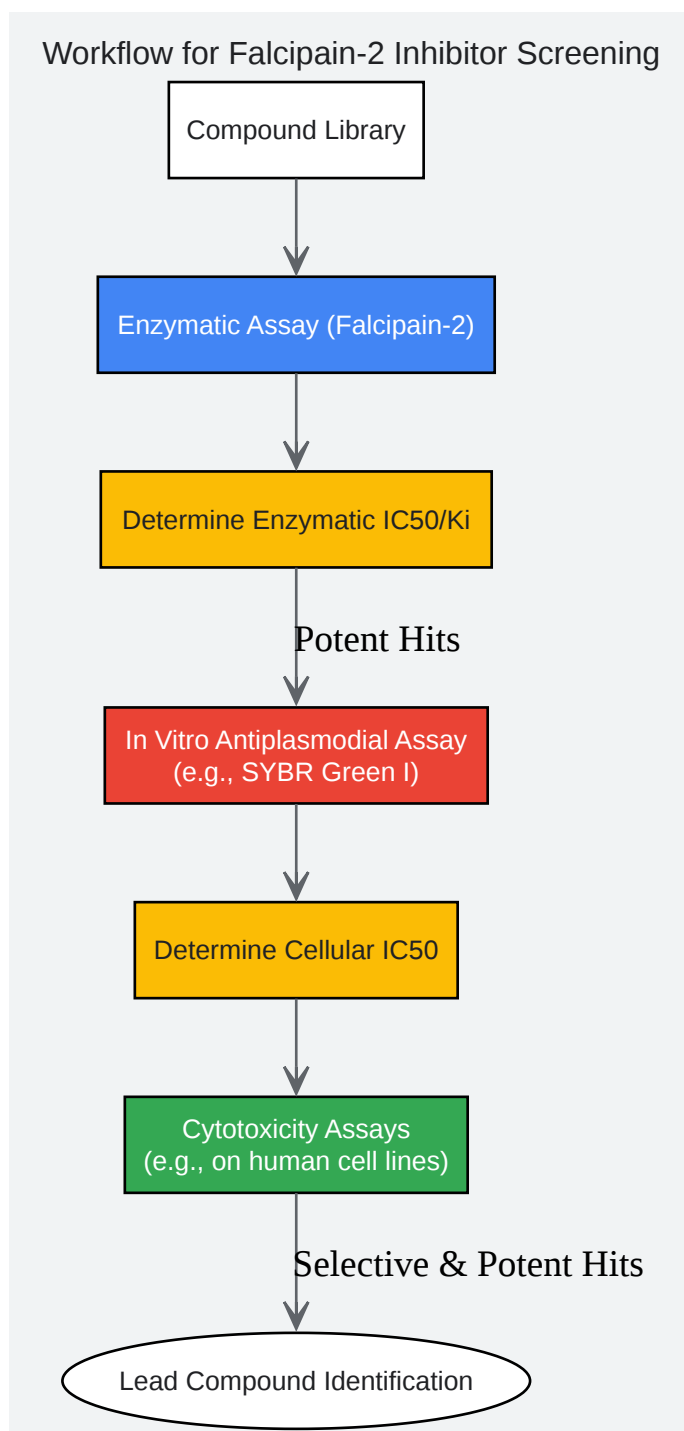 Workflow for Falcipain-2 Inhibitor Screening
Compound Library
Enzymatic Assay (Falcipain-2)
Determine Enzymatic IC50/Ki
Potent Hits
In Vitro Antiplasmodial Assay
(e.g., SYBR Green I)
Determine Cellular IC50
Cytotoxicity Assays
(e.g., on human cell lines)
Selective & Potent Hits
Lead Compound Identification